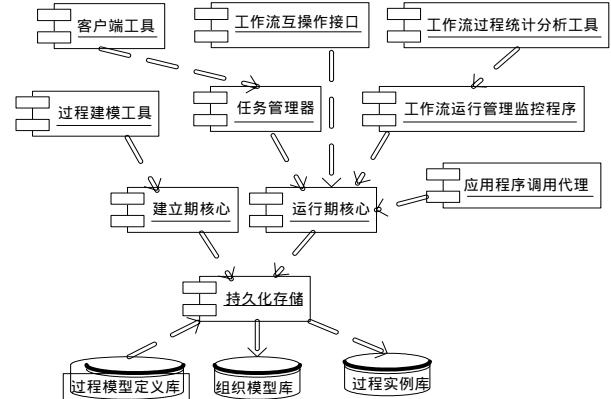 客户端工具
工作流互操作接口
工作流过程统计分析工具
过程建模工具
任务管理器
工作流运行管理监控程序
建立期核心
运行期核心
应用程序调用代理
持久化存储
过程模型定义库
组织模型库
过程实例库